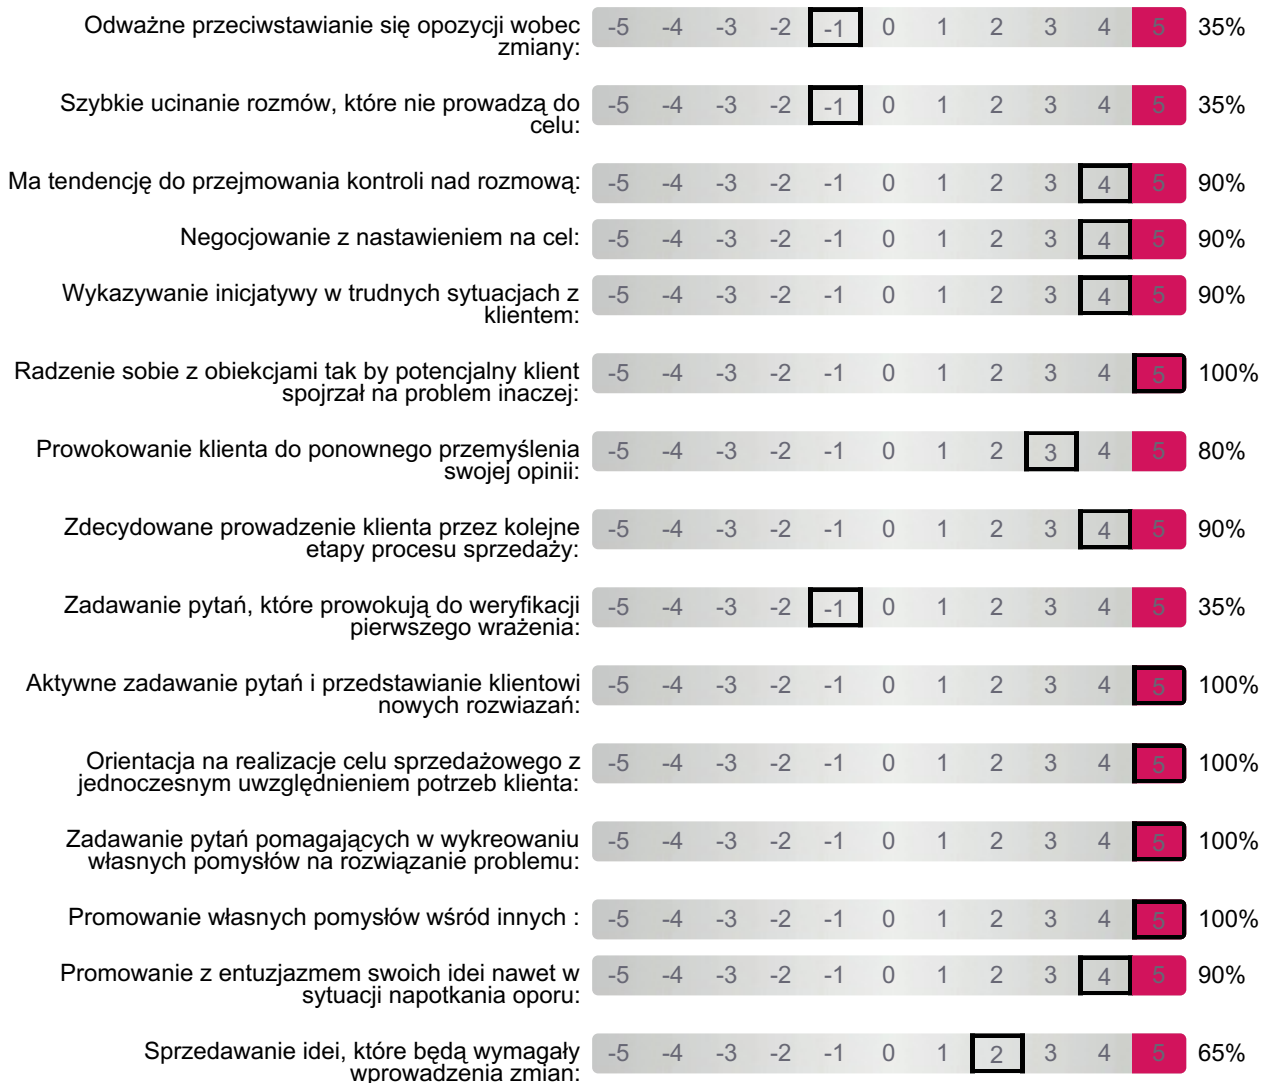 Odważne przeciwstawianie się opozycji wobec
zmiany:
-5 -4 -3 -2 -1 0 1 2 3 4 5 35%
Szybkie ucinanie rozmów, które nie prowadzą do
celu:
-5 -4 -3 -2 -1 0 1 2 3 4 5 35%
Ma tendencję do przejmowania kontroli nad rozmową: -5 -4 -3 -2 -1 0 1 2 3 4 5 90%
Negocjowanie z nastawieniem na cel: -5 -4 -3 -2 -1 0 1 2 3 4 5 90%
Wykazywanie inicjatywy w trudnych sytuacjach z
klientem:
-5 -4 -3 -2 -1 0 1 2 3 4 5 90%
Radzenie sobie z obiekcjami tak by potencjalny klient
spojrzał na problem inaczej:
-5 -4 -3 -2 -1 0 1 2 3 4 5 100%
Prowokowanie klienta do ponownego przemyślenia
swojej opinii:
-5 -4 -3 -2 -1 0 1 2 3 4 5 80%
Zdecydowane prowadzenie klienta przez kolejne
etapy procesu sprzedaży:
-5 -4 -3 -2 -1 0 1 2 3 4 5 90%
Zadawanie pytań, które prowokują do weryfikacji
pierwszego wrażenia:
-5 -4 -3 -2 -1 0 1 2 3 4 5 35%
Aktywne zadawanie pytań i przedstawianie klientowi
nowych rozwiazań:
-5 -4 -3 -2 -1 0 1 2 3 4 5 100%
Orientacja na realizacje celu sprzedażowego z
jednoczesnym uwzględnieniem potrzeb klienta:
-5 -4 -3 -2 -1 0 1 2 3 4 5 100%
Zadawanie pytań pomagających w wykreowaniu
własnych pomysłów na rozwiązanie problemu:
-5 -4 -3 -2 -1 0 1 2 3 4 5 100%
Promowanie własnych pomysłów wśród innych : -5 -4 -3 -2 -1 0 1 2 3 4 5 100%
Promowanie z entuzjazmem swoich idei nawet w
sytuacji napotkania oporu:
-5 -4 -3 -2 -1 0 1 2 3 4 5 90%
Sprzedawanie idei, które będą wymagały
wprowadzenia zmian:
-5 -4 -3 -2 -1 0 1 2 3 4 5 65%